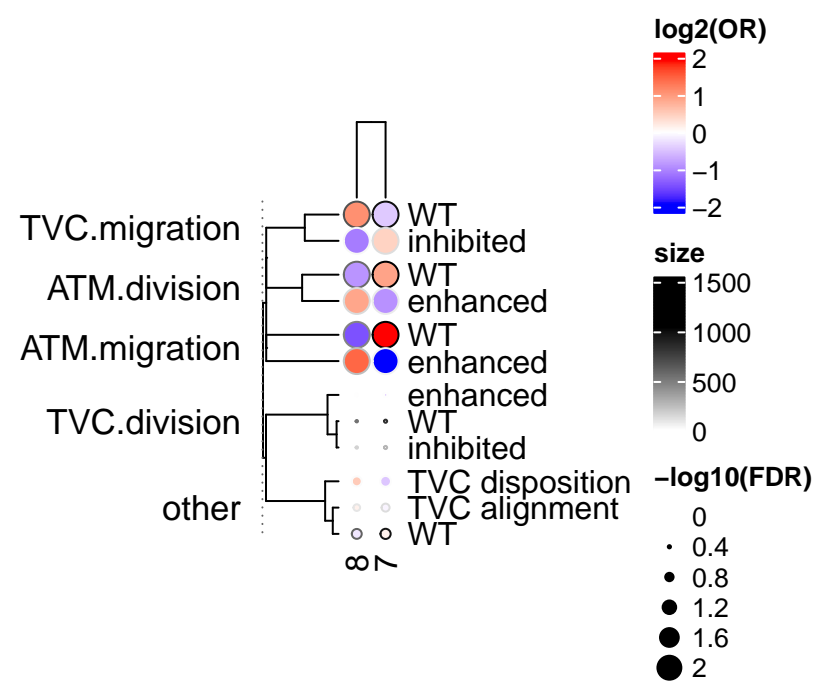 log2(OR)
2
1
0
−1
−2
size
1500
1000
500
0
−log10(FDR)
0
0.4
0.8
1.2
1.6
2
TVC.migration
WT
inhibited
ATM.division
WT
enhanced
ATM.migration
WT
enhanced
TVC.division
enhanced
WT
inhibited
other
TVC disposition
TVC alignment
WT
8
7